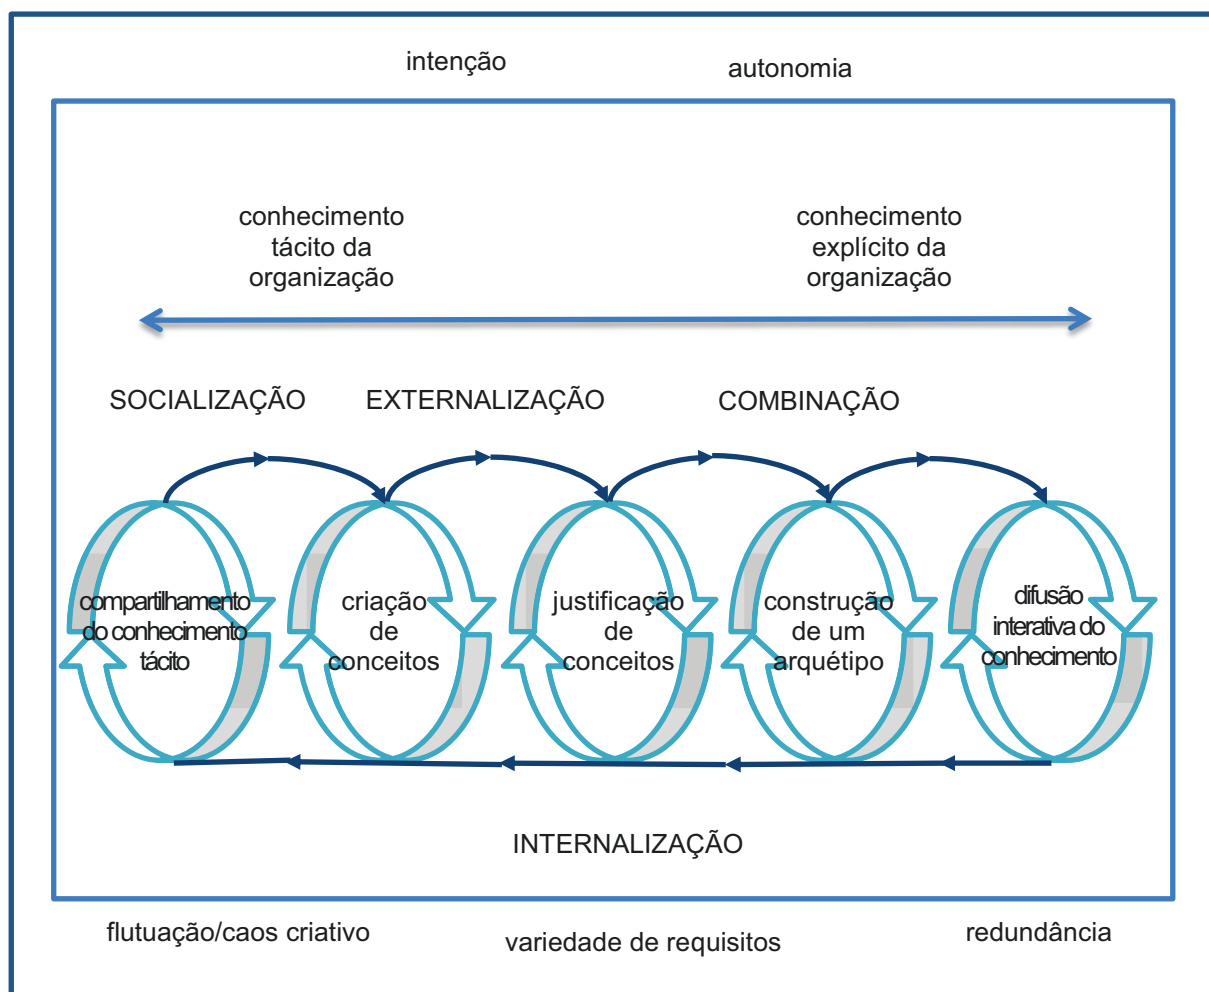 intenção
autonomia
conhecimento
tácito da
organização
conhecimento
explícito da
organização
SOCIALIZAÇÃO
EXTERNALIZAÇÃO
COMBINAÇÃO
compartilhamento
do conhecimento
tácito
criação
de
conceitos
justificação
de
conceitos
construção
de um
arquétipo
difusão
interativa do
conhecimento
INTERNALIZAÇÃO
flutuação/caos criativo
variedade de requisitos
redundância